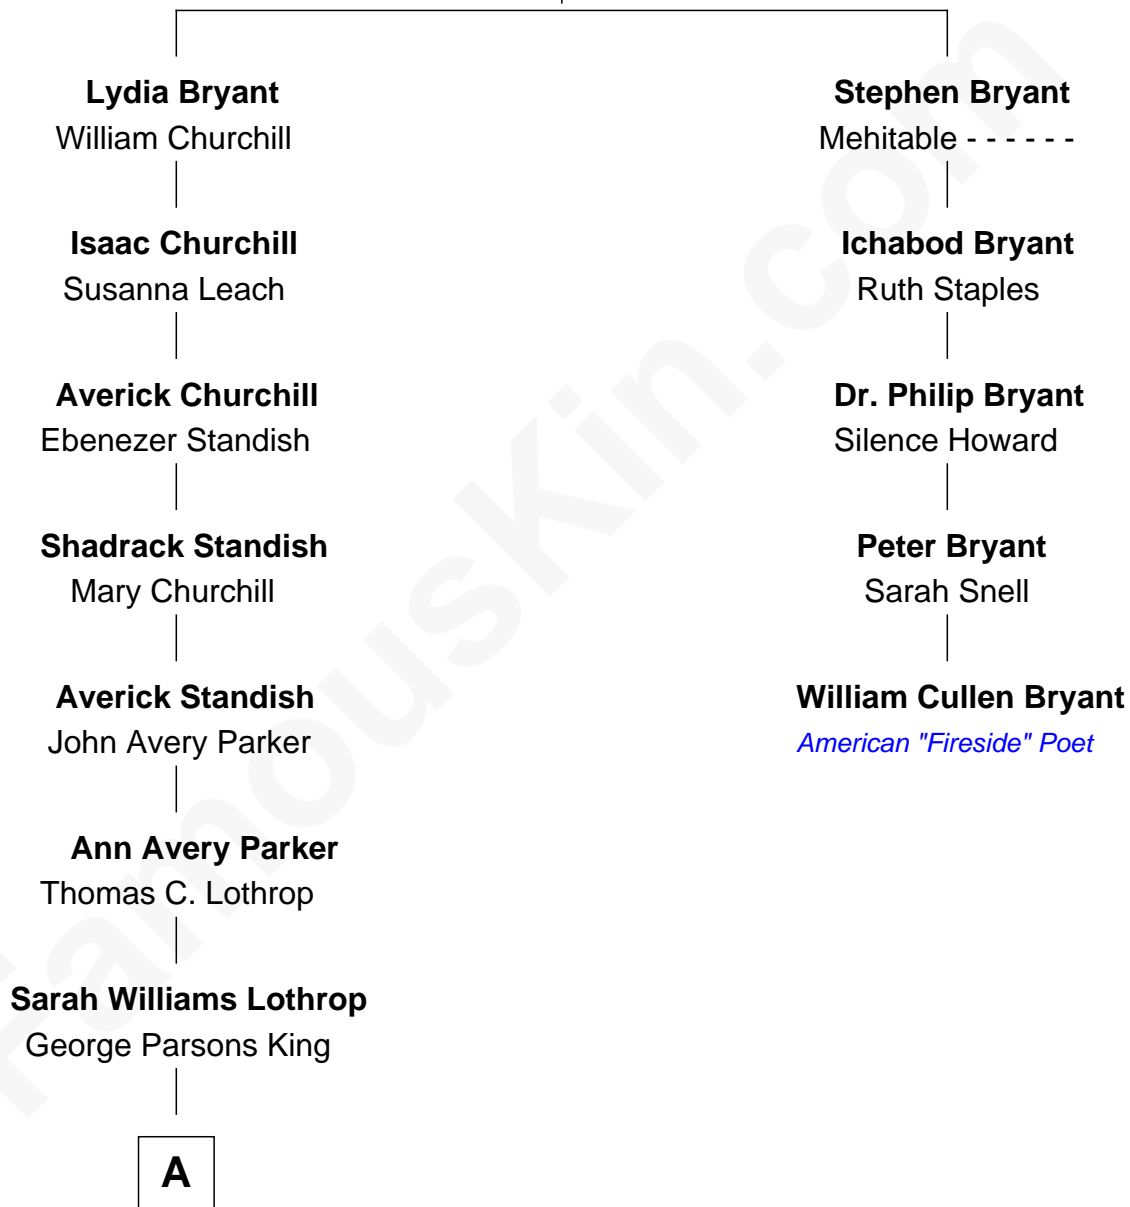 Lydia Bryant
William Churchill
Stephen Bryant
Mehitable - - - - - -
Isaac Churchill
Susanna Leach
Ichabod Bryant
Ruth Staples
Averick Churchill
Ebenezer Standish
Dr. Philip Bryant
Silence Howard
Shadrack Standish
Mary Churchill
Peter Bryant
Sarah Snell
Averick Standish
John Avery Parker
William Cullen Bryant
American "Fireside" Poet
Ann Avery Parker
Thomas C. Lothrop
Sarah Williams Lothrop
George Parsons King
A
FamousKin.com